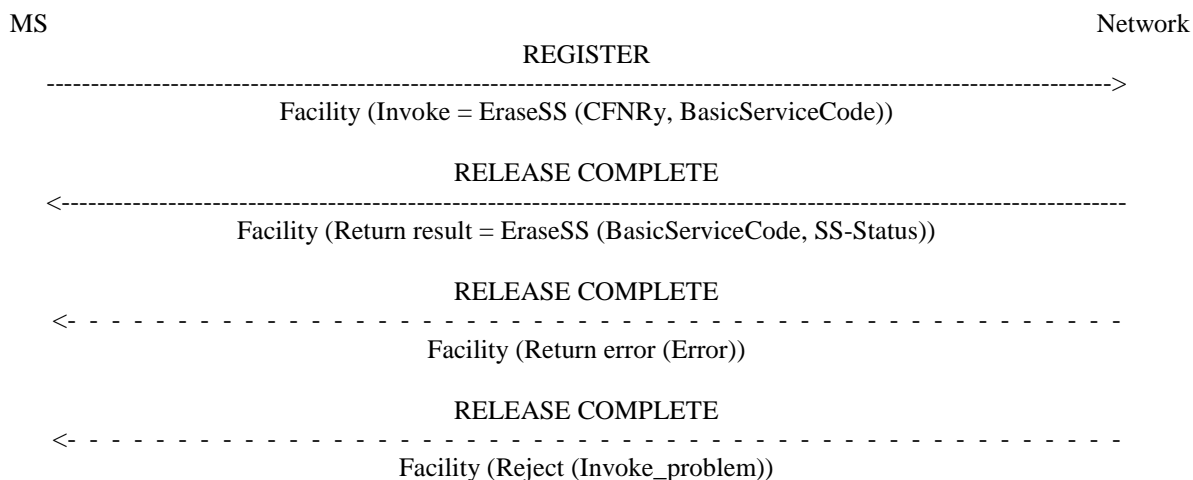 MS Network
REGISTER
Facility (Invoke = EraseSS (CFNRy, BasicServiceCode))
RELEASE COMPLETE
Facility (Return result = EraseSS (BasicServiceCode, SS-Status))
RELEASE COMPLETE
Facility (Return error (Error))
RELEASE COMPLETE
Facility (Reject (Invoke_problem))